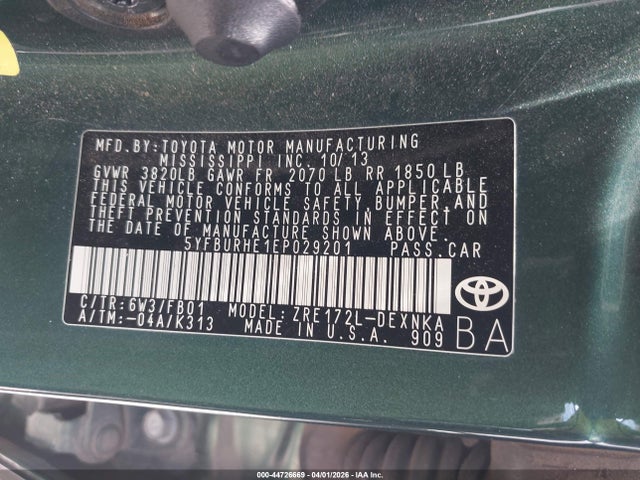 MFD.BY:TOYOTA MOTOR MANUFACTURING
MISSISSIPPI INC. 10/13
GVWR 3820LB GAWR FR 2070 LB RR 1850 LB
THIS VEHICLE CONFORMS TO ALL APPLICABLE
FEDERAL MOTOR VEHICLE SAFETY, BUMPER, AND
THEFT PREVENTION STANDARDS IN EFFECT ON
THE DATE OF MANUFACTURE SHOWN ABOVE.
5YFBURHE1EP029201 PASS.CAR
C/TR:6W3/FB01 MODEL: ZRE172L-DEXNKA
A/TM:-04A/K313 MADE IN U.S.A. 909
BA
000-44726669 04/01/2026 IAA Inc.